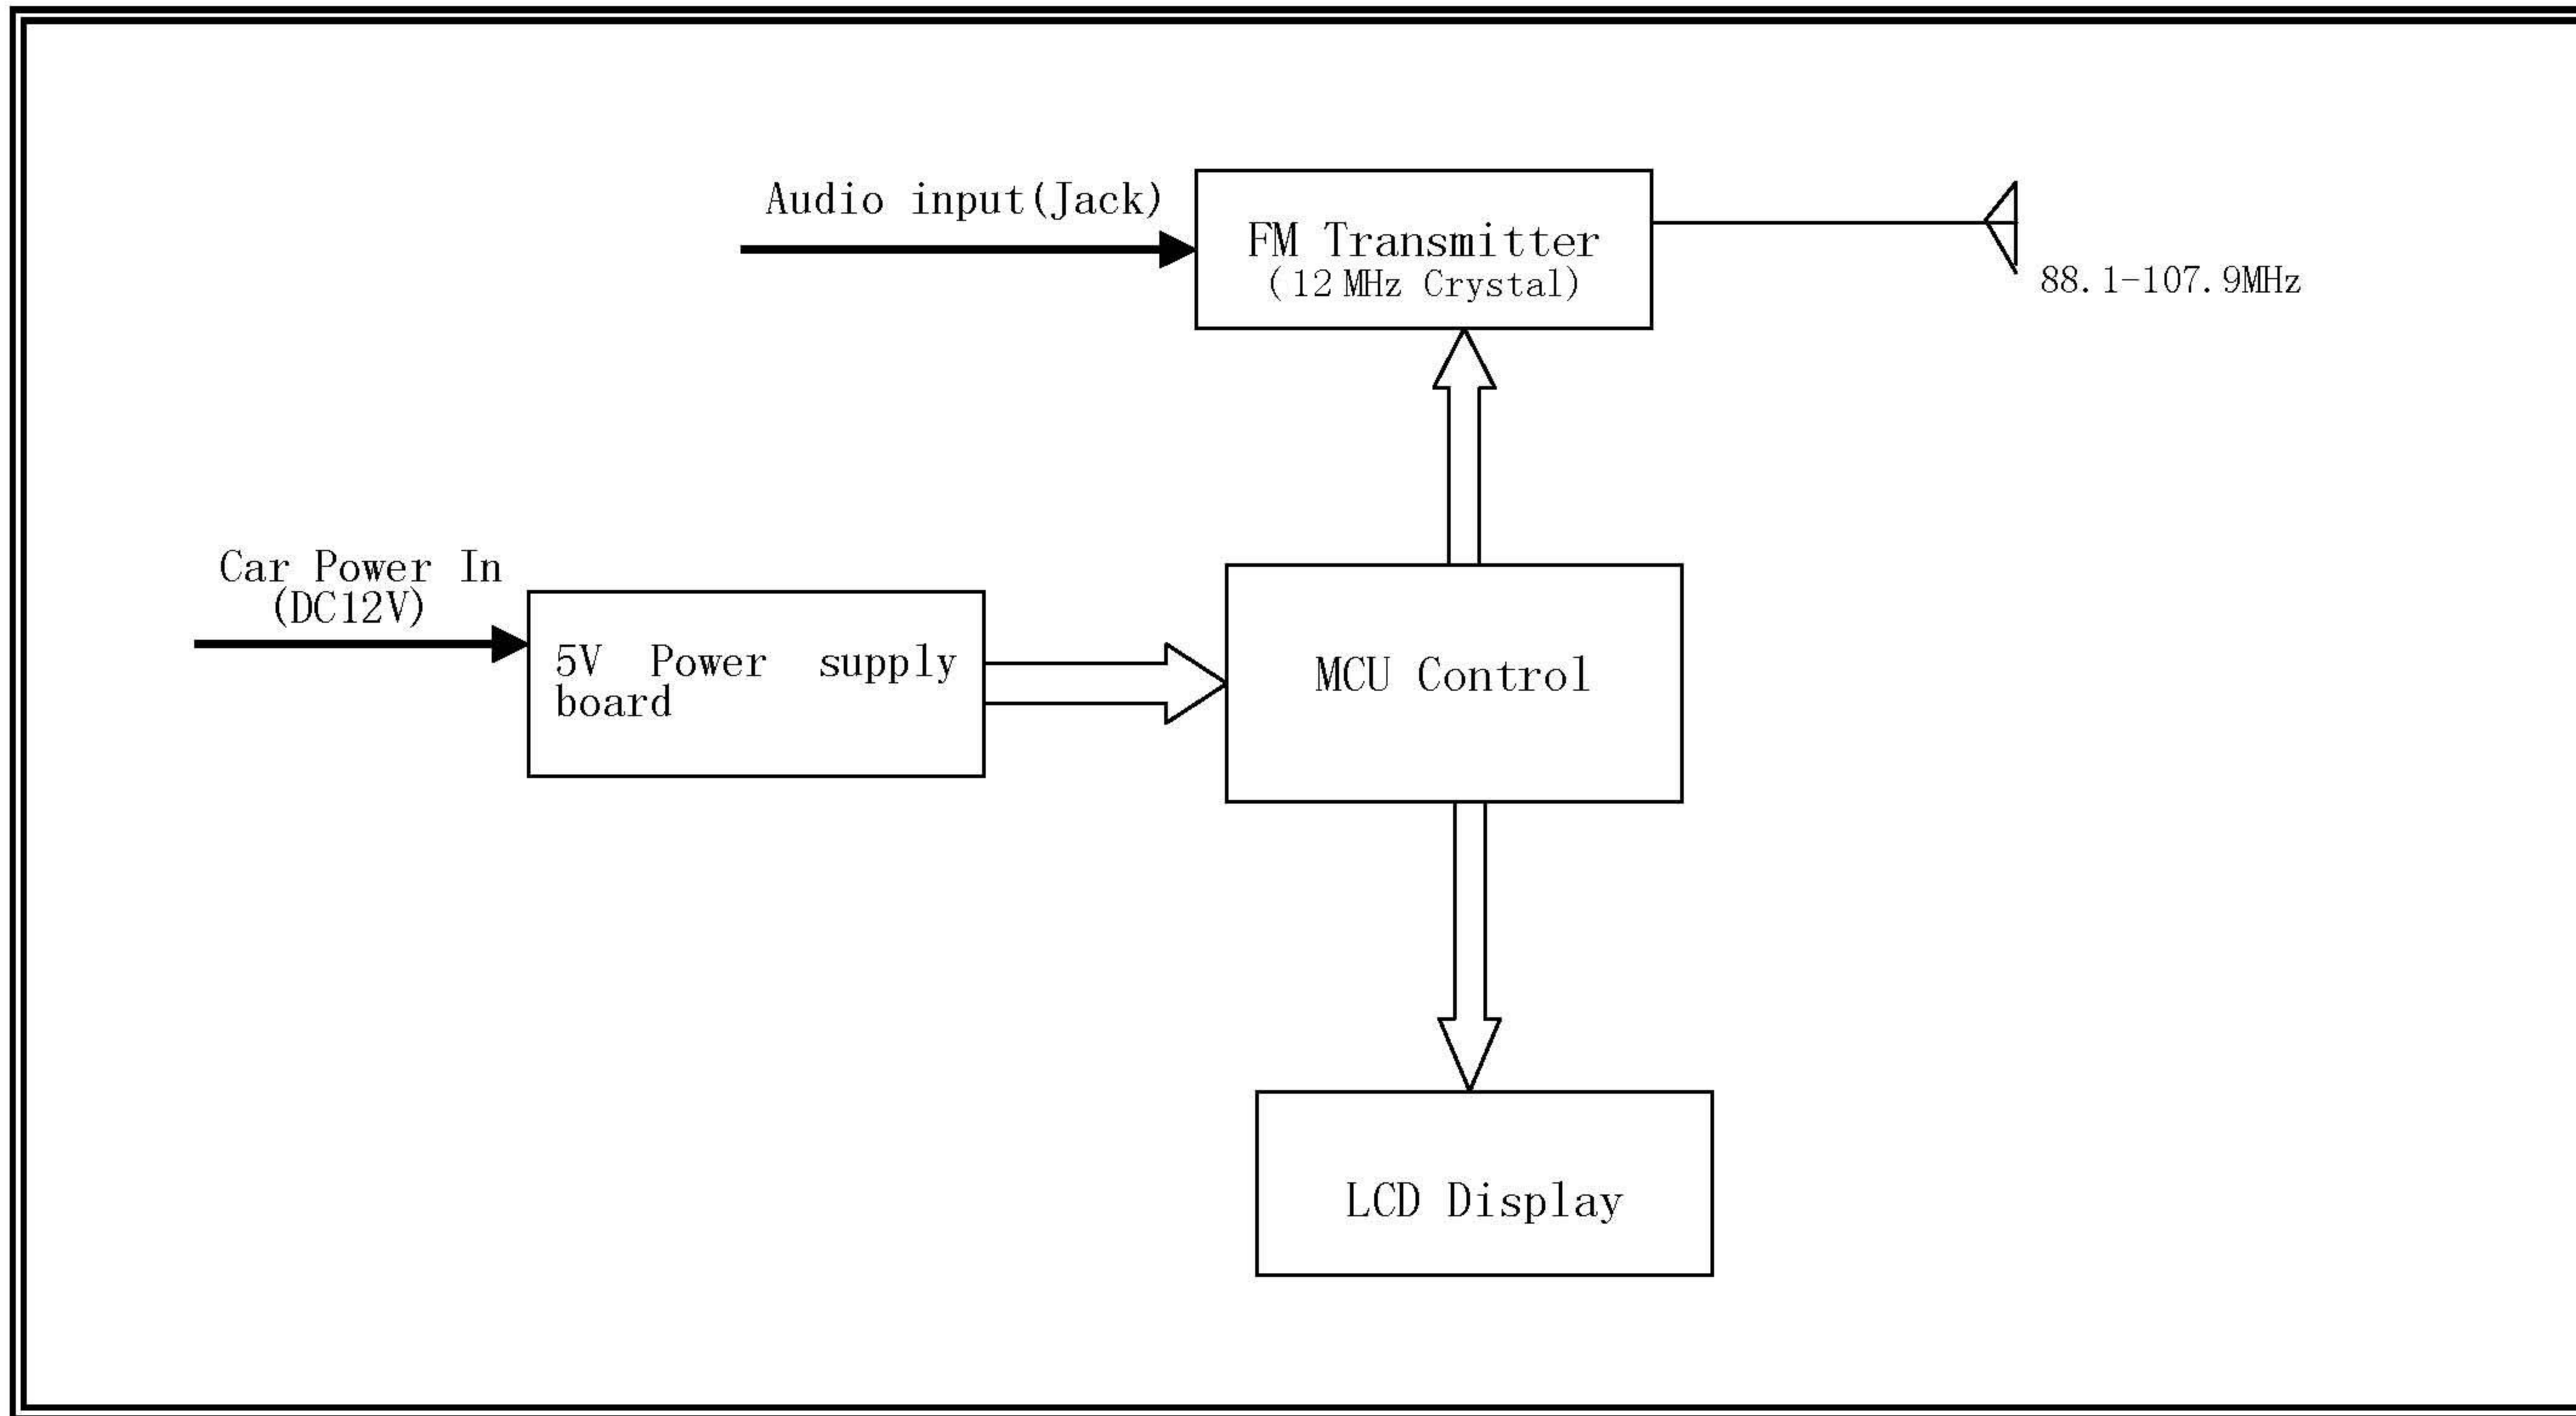 Audio input(Jack)
FM Transmitter
(12 MHz Crystal)
88.1-107.9MHz
Car Power In
(DC12V)
5V Power supply
board
MCU Control
LCD Display